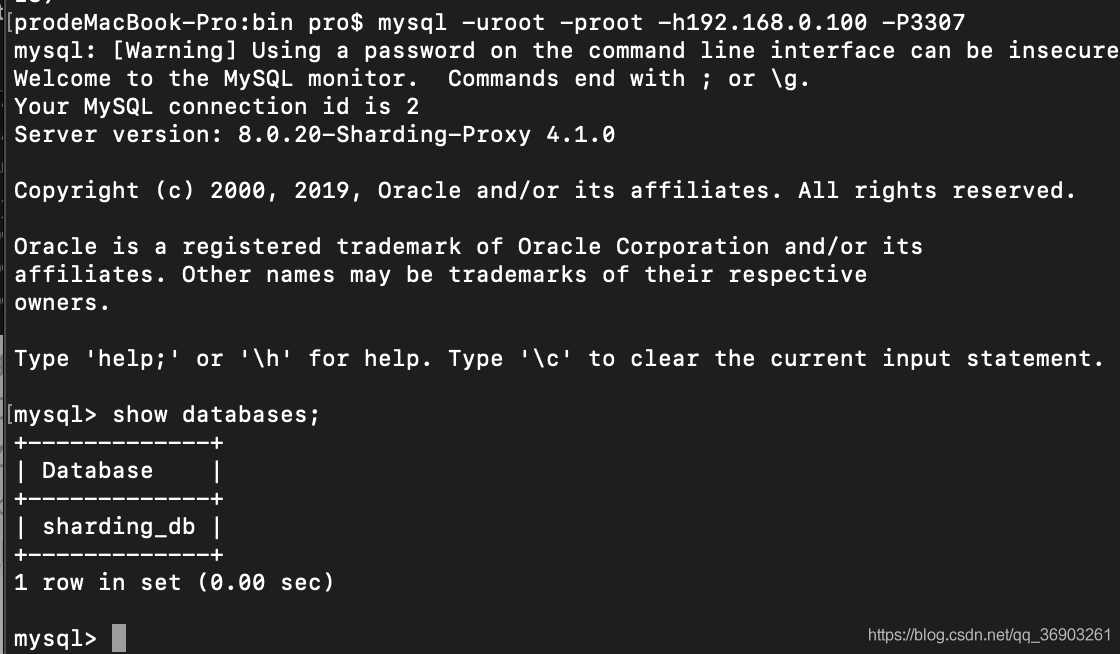 [prodeMacBook-Pro:bin pro$ mysql -uroot -proot -h192.168.0.100 -P3307
mysql: [Warning] Using a password on the command line interface can be insecure
Welcome to the MySQL monitor.  Commands end with ; or \g.
Your MySQL connection id is 2
Server version: 8.0.20-Sharding-Proxy 4.1.0
Copyright (c) 2000, 2019, Oracle and/or its affiliates. All rights reserved.
Oracle is a registered trademark of Oracle Corporation and/or its
affiliates. Other names may be trademarks of their respective
owners.
Type 'help;' or '\h' for help. Type '\c' to clear the current input statement.
[mysql> show databases;
+-------------+
| Database    |
+-------------+
| sharding_db |
+-------------+
1 row in set (0.00 sec)
mysql>
https://blog.csdn.net/qq_36903261